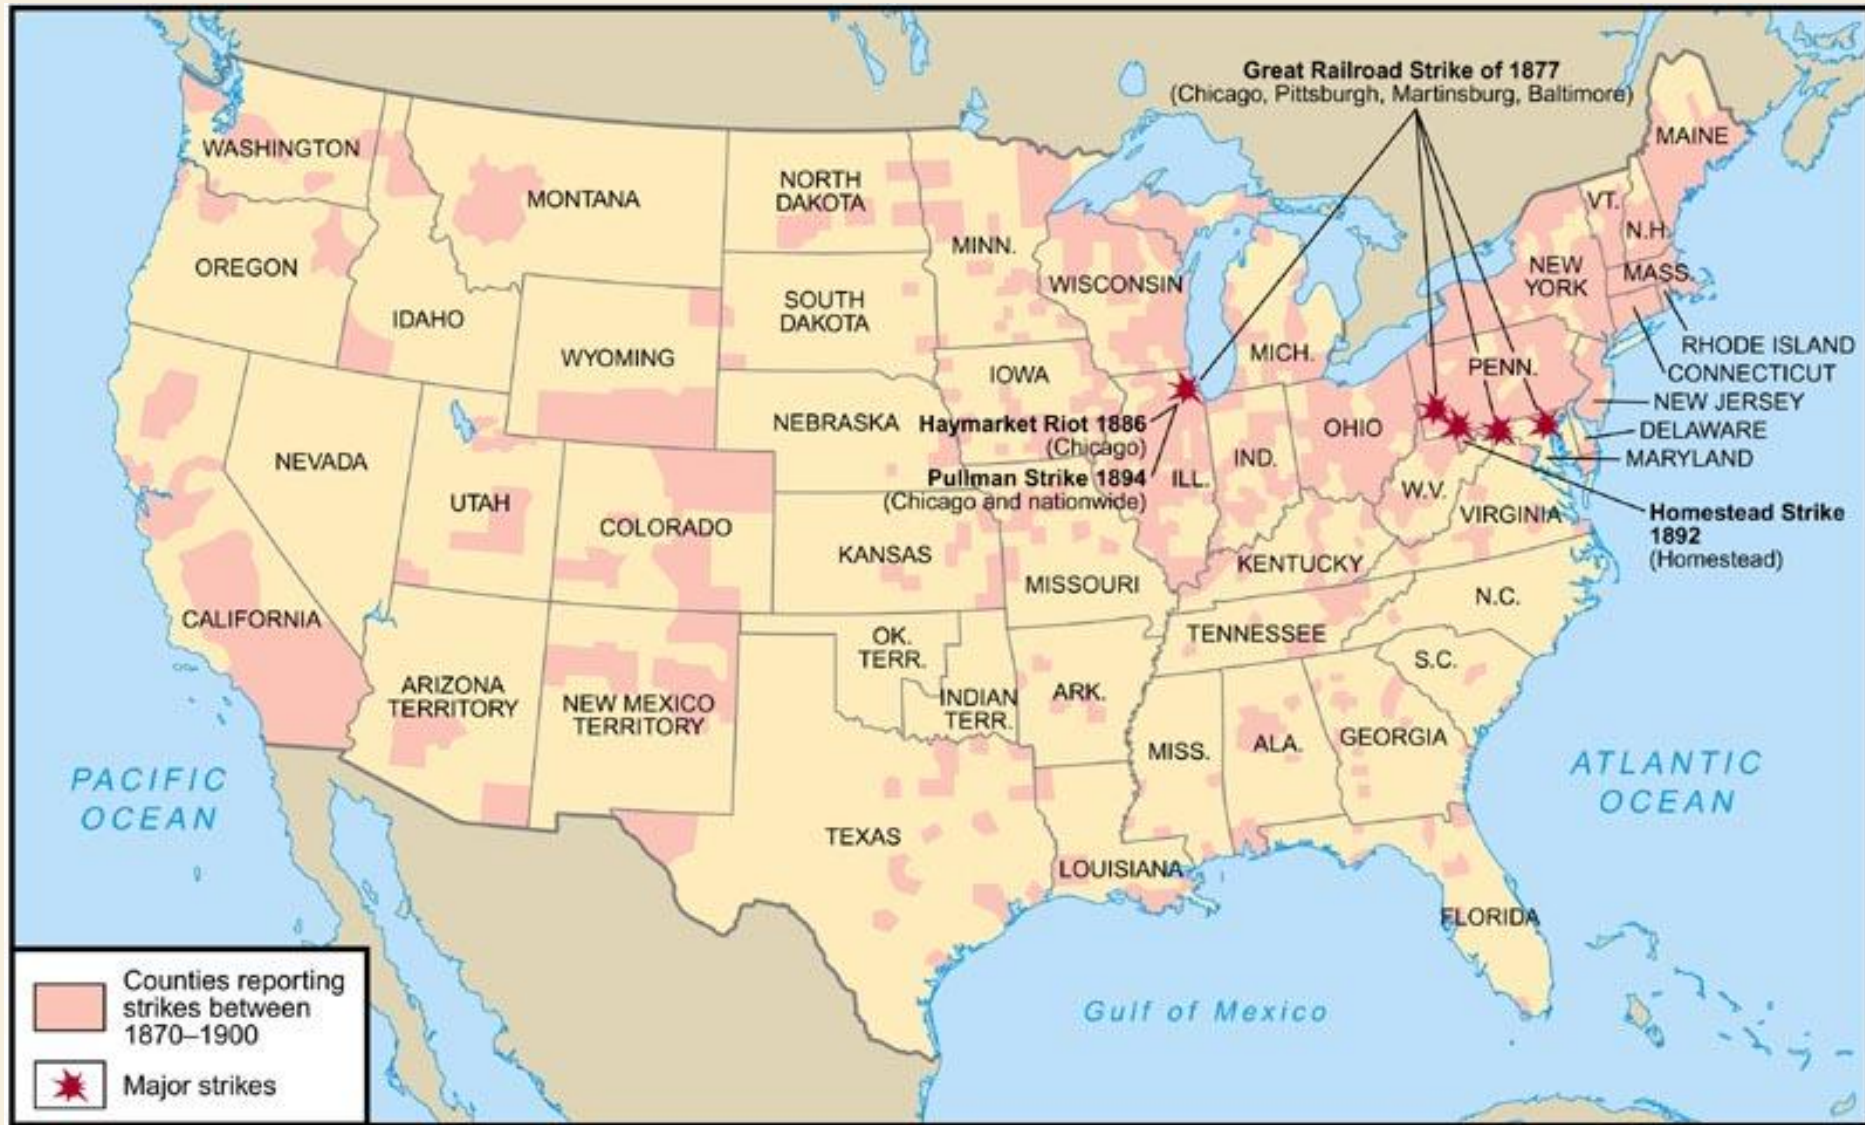 Great Railroad Strike of 1877
(Chicago, Pittsburgh, Martinsburg, Baltimore)
MAINE
WASHINGTON
MONTANA
NORTH
DAKOTA
MINN.
VT.
N.H.
OREGON
IDAHO
SOUTH
DAKOTA
WISCONSIN
NEW
YORK
MASS.
WYOMING
IOWA
MICH.
PENN.
RHODE ISLAND
CONNECTICUT
NEW JERSEY
DELAWARE
MARYLAND
NEBRASKA
Haymarket Riot 1886
(Chicago)
Pullman Strike 1894
(Chicago and nationwide)
ILL.
IND.
OHIO
W.V.
VIRGINIA
Homestead Strike
1892
(Homestead)
NEVADA
UTAH
COLORADO
KANSAS
MISSOURI
KENTUCKY
N.C.
CALIFORNIA
TENNESSEE
S.C.
OK.
TERR.
INDIAN
TERR.
ARK.
ARIZONA
TERRITORY
NEW MEXICO
TERRITORY
MISS.
ALA.
GEORGIA
PACIFIC
OCEAN
ATLANTIC
OCEAN
TEXAS
LOUISIANA
FLORIDA
Gulf of Mexico
Counties reporting
strikes between
1870–1900
Major strikes